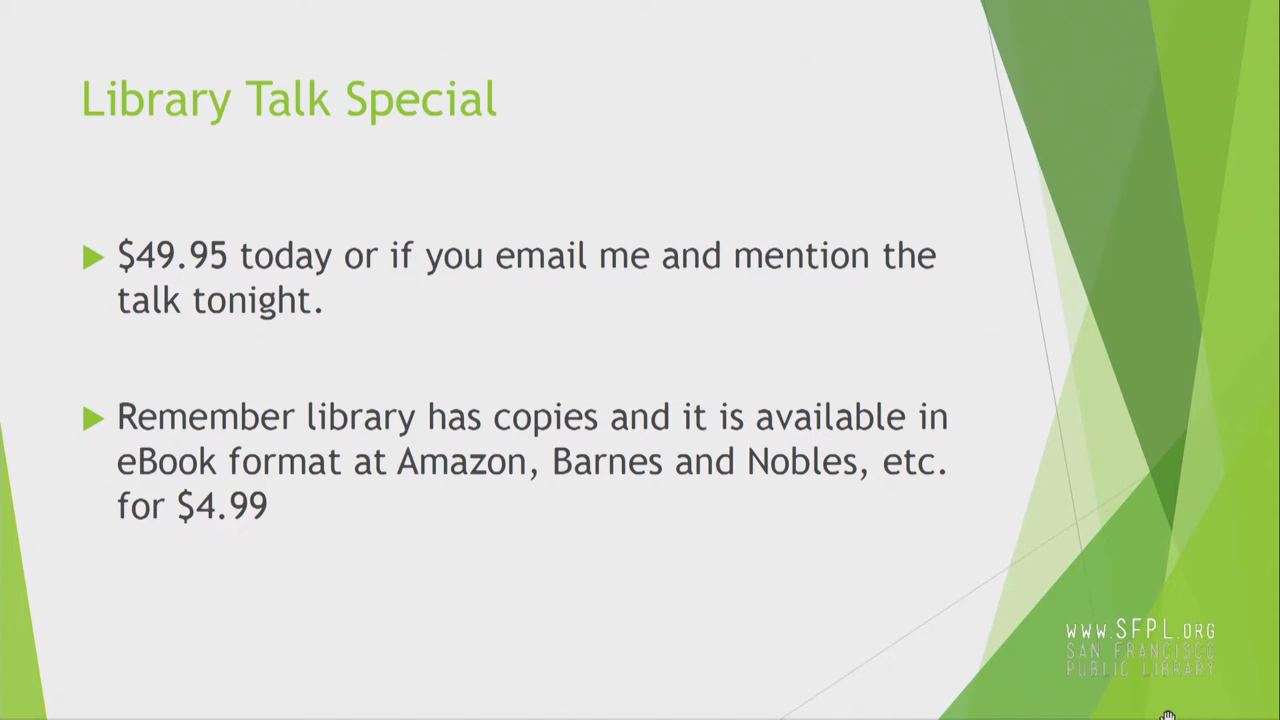 Library Talk Special
$49.95 today or if you email me and mention the
talk tonight.
Remember library has copies and it is available in
eBook format at Amazon, Barnes and Nobles, etc.
for $4.99
WWW.SFPL.ORG
SAN FRANCISCO
PUBLIC LIBRARY